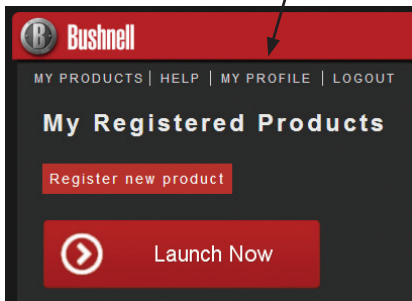 B Bushnell
MY PRODUCTS | HELP | MY PROFILE | LOGOUT
My Registered Products
Register new product
Launch Now